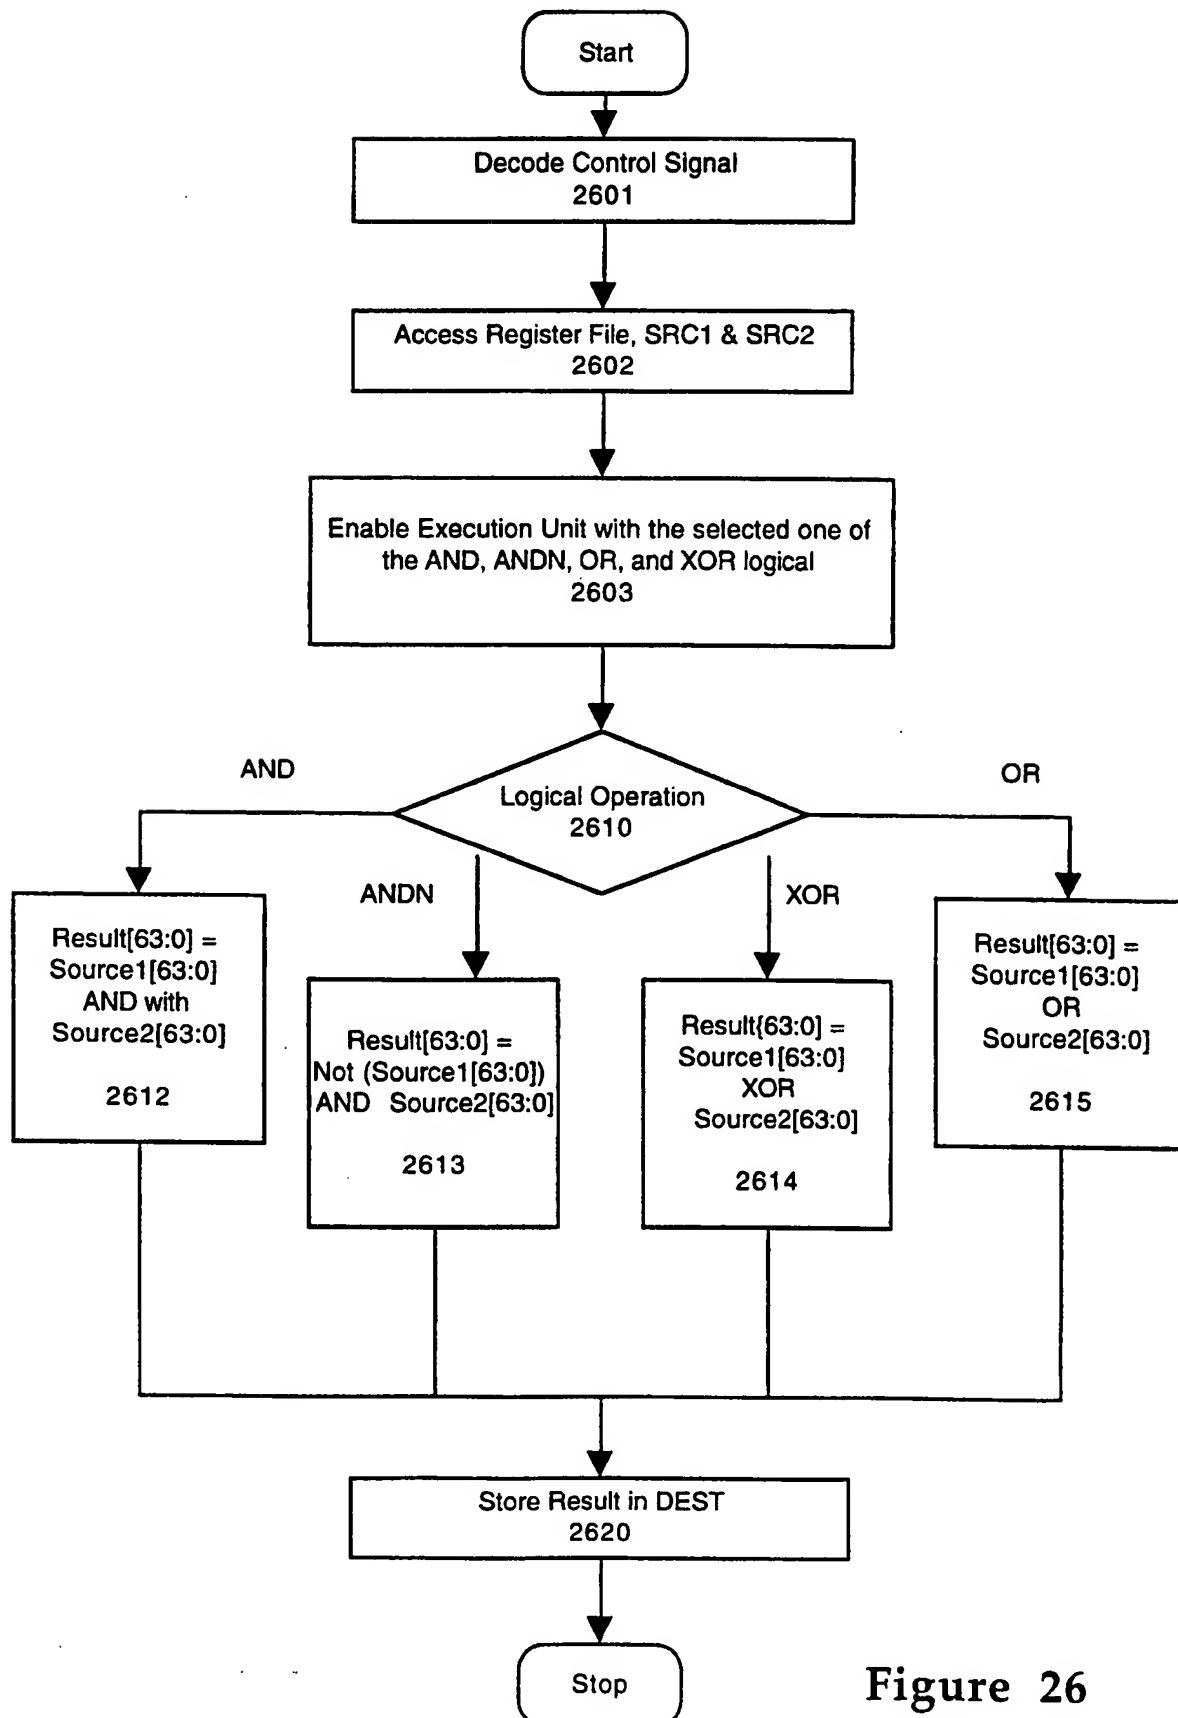 Start
Decode Control Signal
2601
Access Register File, SRC1 & SRC2
2602
Enable Execution Unit with the selected one of
the AND, ANDN, OR, and XOR logical
2603
Logical Operation
2610
AND
ANDN
XOR
OR
Result[63:0] =
Source1[63:0]
AND with
Source2[63:0]
2612
Result[63:0] =
Not (Source1[63:0])
AND Source2[63:0]
2613
Result{63:0] =
Source1[63:0]
XOR
Source2[63:0]
2614
Result[63:0] =
Source1[63:0]
OR
Source2[63:0]
2615
Store Result in DEST
2620
Stop
Figure 26